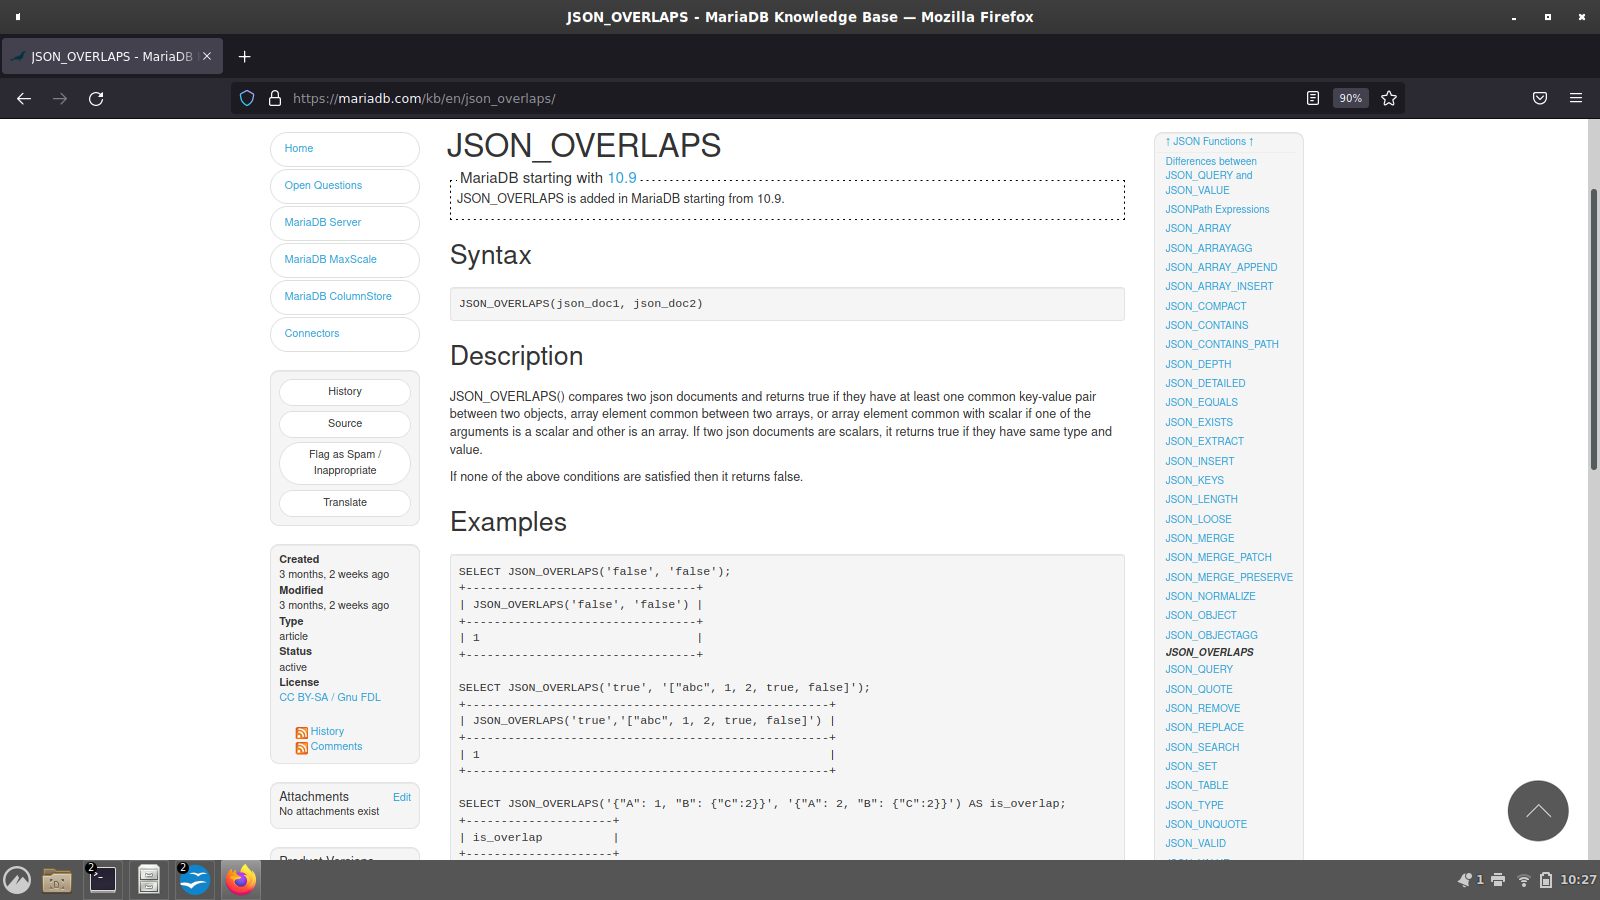 JSON_OVERLAPS - MariaDB Knowledge Base — Mozilla Firefox
JSON_OVERLAPS - MariaDB
https://mariadb.com/kb/en/json_overlaps/
90%
Home
Open Questions
MariaDB Server
MariaDB MaxScale
MariaDB ColumnStore
Connectors
History
Source
Flag as Spam /
Inappropriate
Translate
Created
3 months, 2 weeks ago
Modified
3 months, 2 weeks ago
Type
article
Status
active
License
CC BY-SA / Gnu FDL
History
Comments
Attachments Edit
No attachments exist
Product Versions
JSON_OVERLAPS
MariaDB starting with 10.9
JSON_OVERLAPS is added in MariaDB starting from 10.9.
Syntax
JSON_OVERLAPS(json_doc1, json_doc2)
Description
JSON_OVERLAPS() compares two json documents and returns true if they have at least one common key-value pair
between two objects, array element common between two arrays, or array element common with scalar if one of the
arguments is a scalar and other is an array. If two json documents are scalars, it returns true if they have same type and
value.
If none of the above conditions are satisfied then it returns false.
Examples
SELECT JSON_OVERLAPS('false', 'false');
+---------------------------------+
| JSON_OVERLAPS('false', 'false') |
+---------------------------------+
| 1                               |
+---------------------------------+
SELECT JSON_OVERLAPS('true', '["abc", 1, 2, true, false]');
+----------------------------------------------------+
| JSON_OVERLAPS('true','["abc", 1, 2, true, false]') |
+----------------------------------------------------+
| 1                                                  |
+----------------------------------------------------+
SELECT JSON_OVERLAPS('{"A": 1, "B": {"C":2}}', '{"A": 2, "B": {"C":2}}') AS is_overlap;
+---------------------+
| is_overlap          |
+---------------------+
↑ JSON Functions ↑
Differences between
JSON_QUERY and
JSON_VALUE
JSONPath Expressions
JSON_ARRAY
JSON_ARRAYAGG
JSON_ARRAY_APPEND
JSON_ARRAY_INSERT
JSON_COMPACT
JSON_CONTAINS
JSON_CONTAINS_PATH
JSON_DEPTH
JSON_DETAILED
JSON_EQUALS
JSON_EXISTS
JSON_EXTRACT
JSON_INSERT
JSON_KEYS
JSON_LENGTH
JSON_LOOSE
JSON_MERGE
JSON_MERGE_PATCH
JSON_MERGE_PRESERVE
JSON_NORMALIZE
JSON_OBJECT
JSON_OBJECTAGG
JSON_OVERLAPS
JSON_QUERY
JSON_QUOTE
JSON_REMOVE
JSON_REPLACE
JSON_SEARCH
JSON_SET
JSON_TABLE
JSON_TYPE
JSON_UNQUOTE
JSON_VALID
2
2
1
10:27